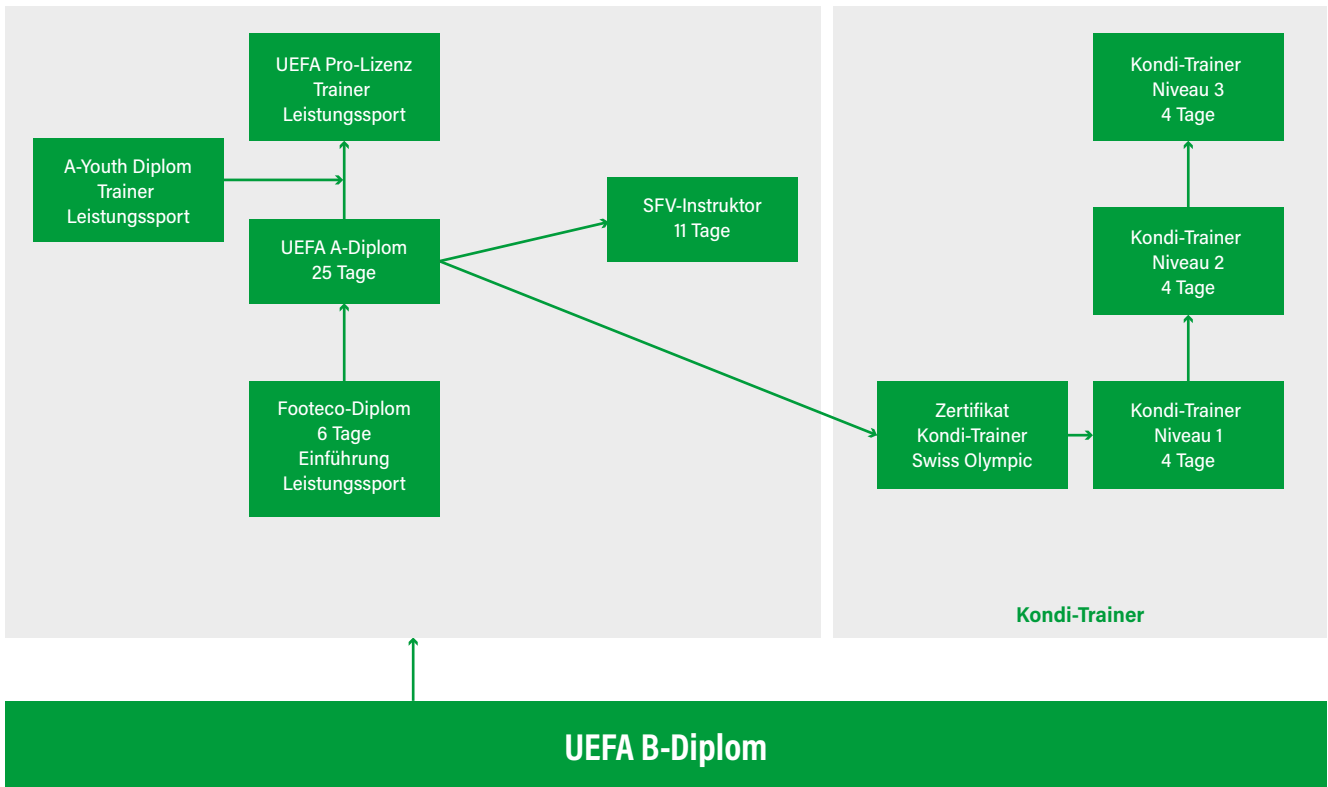 UEFA Pro-Lizenz
Trainer
Leistungssport
A-Youth Diplom
Trainer
Leistungssport
UEFA A-Diplom
25 Tage
SFV-Instruktor
11 Tage
Footeco-Diplom
6 Tage
Einführung
Leistungssport
Kondi-Trainer
Niveau 3
4 Tage
Kondi-Trainer
Niveau 2
4 Tage
Zertifikat
Kondi-Trainer
Swiss Olympic
Kondi-Trainer
Niveau 1
4 Tage
Kondi-Trainer
UEFA B-Diplom